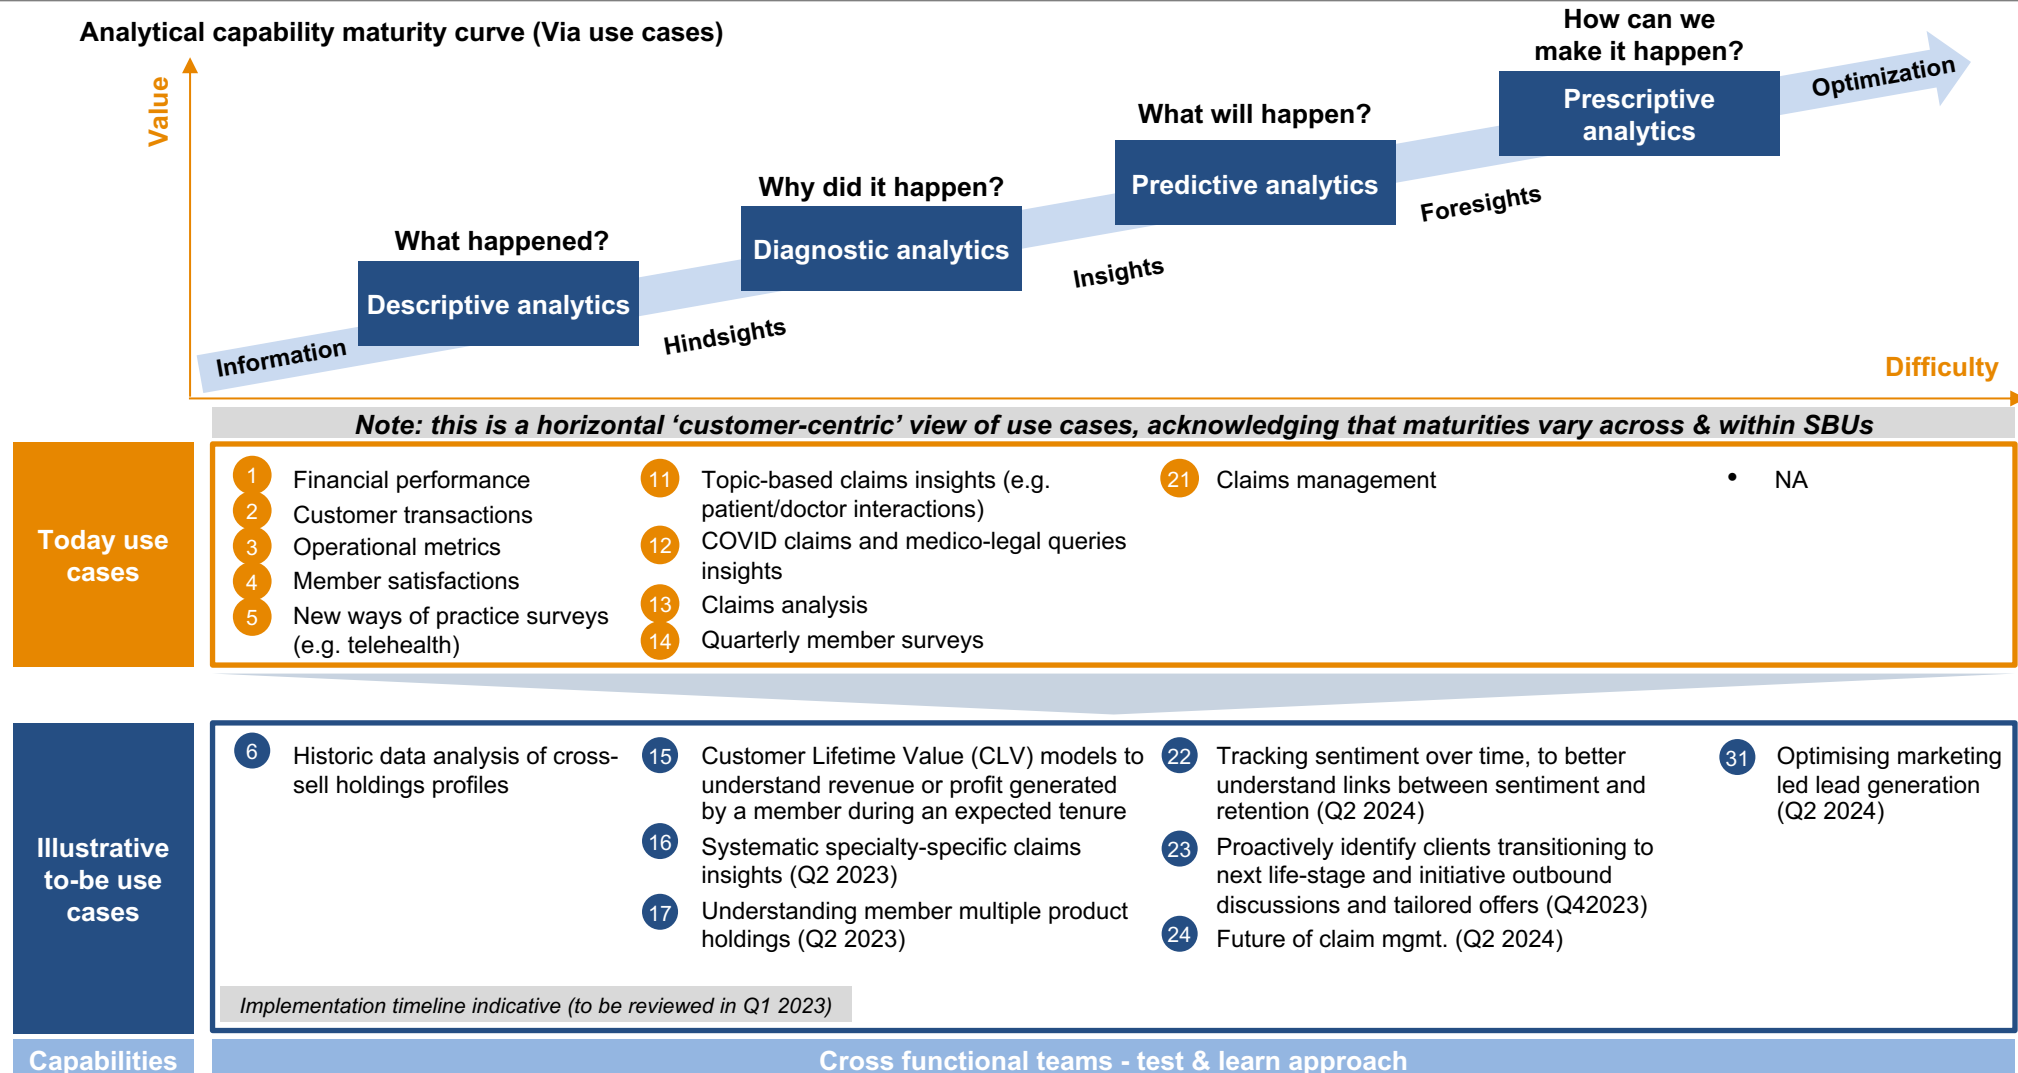 Analytical capability maturity curve (Via use cases)
Value
How can we
make it happen?
Prescriptive
analytics
Optimization
What will happen?
Predictive analytics
Foresights
Why did it happen?
Diagnostic analytics
Insights
What happened?
Descriptive analytics
Hindsights
Information
Difficulty
Note: this is a horizontal ‘customer-centric’ view of use cases, acknowledging that maturities vary across & within SBUs
Today use
cases
1 Financial performance
2 Customer transactions
3 Operational metrics
4 Member satisfactions
5 New ways of practice surveys
(e.g. telehealth)
11 Topic-based claims insights (e.g.
patient/doctor interactions)
12 COVID claims and medico-legal queries
insights
13 Claims analysis
14 Quarterly member surveys
21 Claims management
• NA
Illustrative
to-be use
cases
6 Historic data analysis of cross-
sell holdings profiles
15 Customer Lifetime Value (CLV) models to
understand revenue or profit generated
by a member during an expected tenure
16 Systematic specialty-specific claims
insights (Q2 2023)
17 Understanding member multiple product
holdings (Q2 2023)
22 Tracking sentiment over time, to better
understand links between sentiment and
retention (Q2 2024)
23 Proactively identify clients transitioning to
next life-stage and initiative outbound
discussions and tailored offers (Q42023)
24 Future of claim mgmt. (Q2 2024)
31 Optimising marketing
led lead generation
(Q2 2024)
Implementation timeline indicative (to be reviewed in Q1 2023)
Capabilities
Cross functional teams - test & learn approach